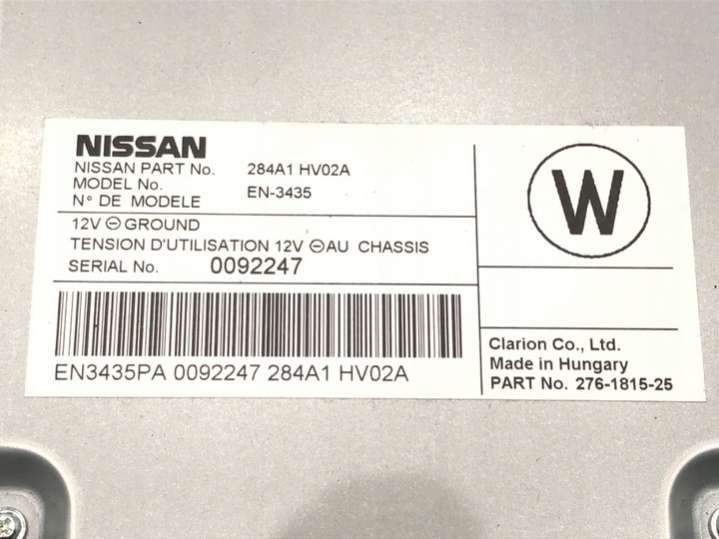 NISSAN
NISSAN PART No. 284A1 HV02A
MODEL No. EN-3435
N° DE MODELE
12V ⊖ GROUND
TENSION D'UTILISATION 12V ⊖ AU CHASSIS
SERIAL No. 0092247
EN3435PA 0092247 284A1 HV02A
W
Clarion Co., Ltd.
Made in Hungary
PART No. 276-1815-25